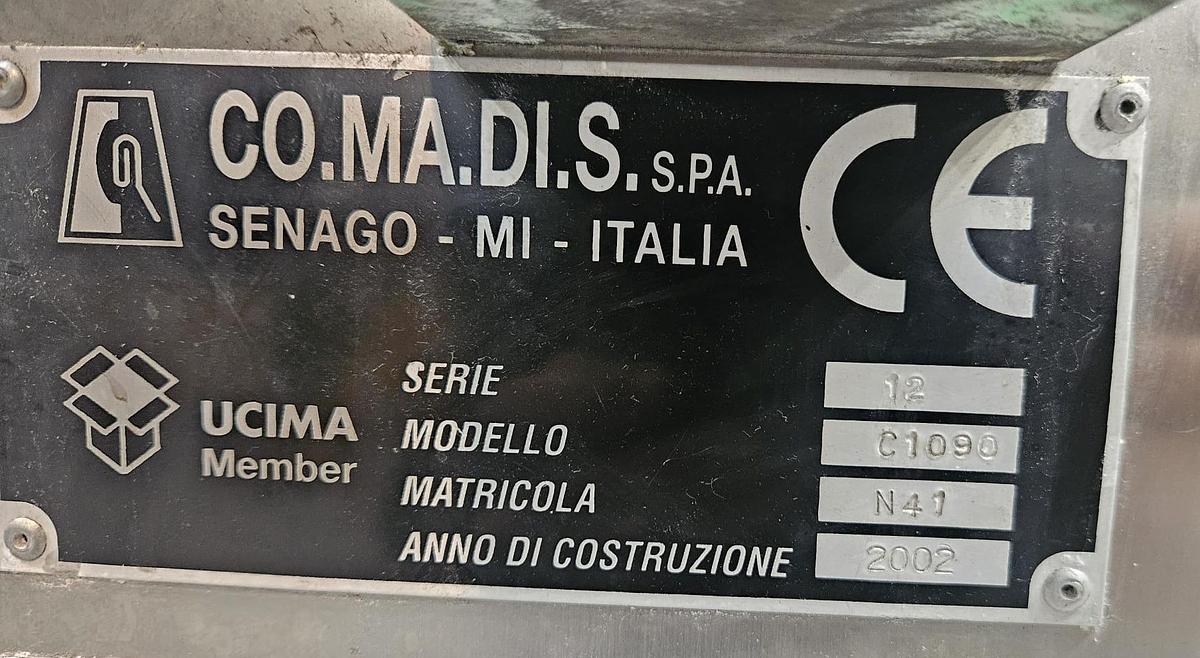 CO.MA.DI.S. S.P.A.
SENAGO - MI - ITALIA
CE
UCIMA
Member
SERIE 12
MODELLO C1090
MATRICOLA N41
ANNO DI COSTRUZIONE 2002